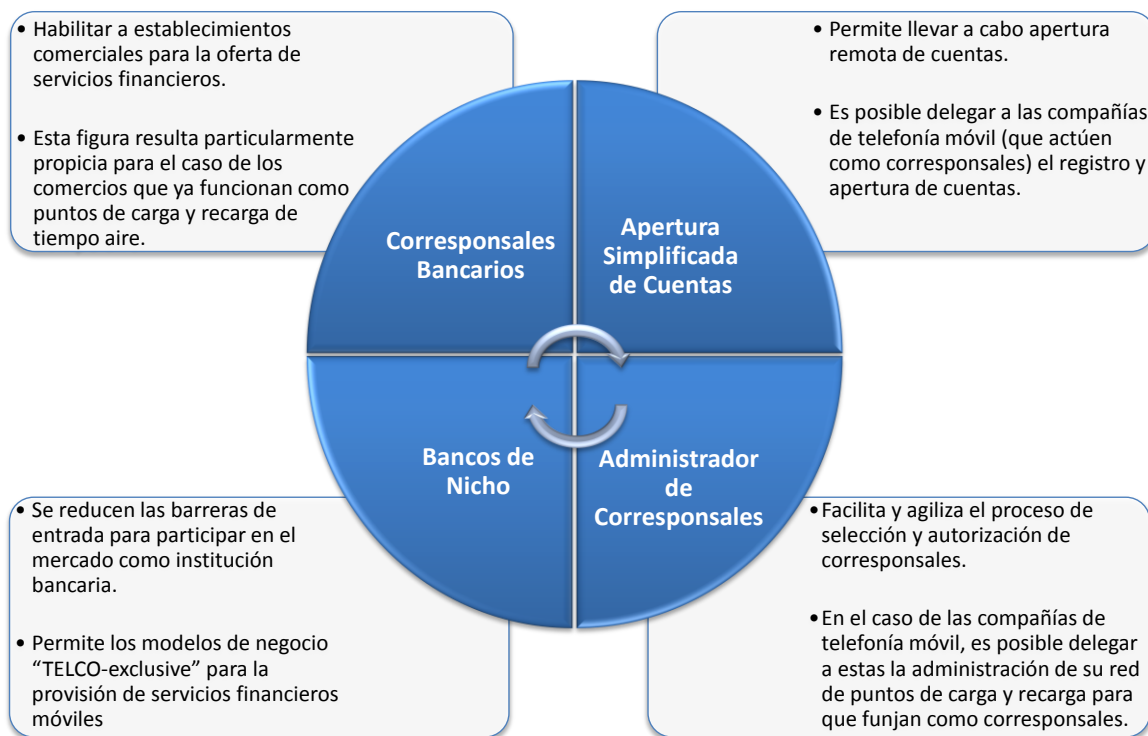 • Habilitar a establecimientos
comerciales para la oferta de
servicios financieros.
• Esta figura resulta particularmente
propicia para el caso de los
comercios que ya funcionan como
puntos de carga y recarga de
tiempo aire.
• Permite llevar a cabo apertura
remota de cuentas.
• Es posible delegar a las compañías
de telefonía móvil (que actúen
como corresponsales) el registro y
apertura de cuentas.
Corresponsales
Bancarios
Apertura
Simplificada
de Cuentas
Bancos de
Nicho
Administrador
de
Corresponsales
• Se reducen las barreras de
entrada para participar en el
mercado como institución
bancaria.
• Permite los modelos de negocio
“TELCO-exclusive” para la
provisión de servicios financieros
móviles
• Facilita y agiliza el proceso de
selección y autorización de
corresponsales.
• En el caso de las compañías de
telefonía móvil, es posible delegar
a estas la administración de su red
de puntos de carga y recarga para
que funjan como corresponsales.